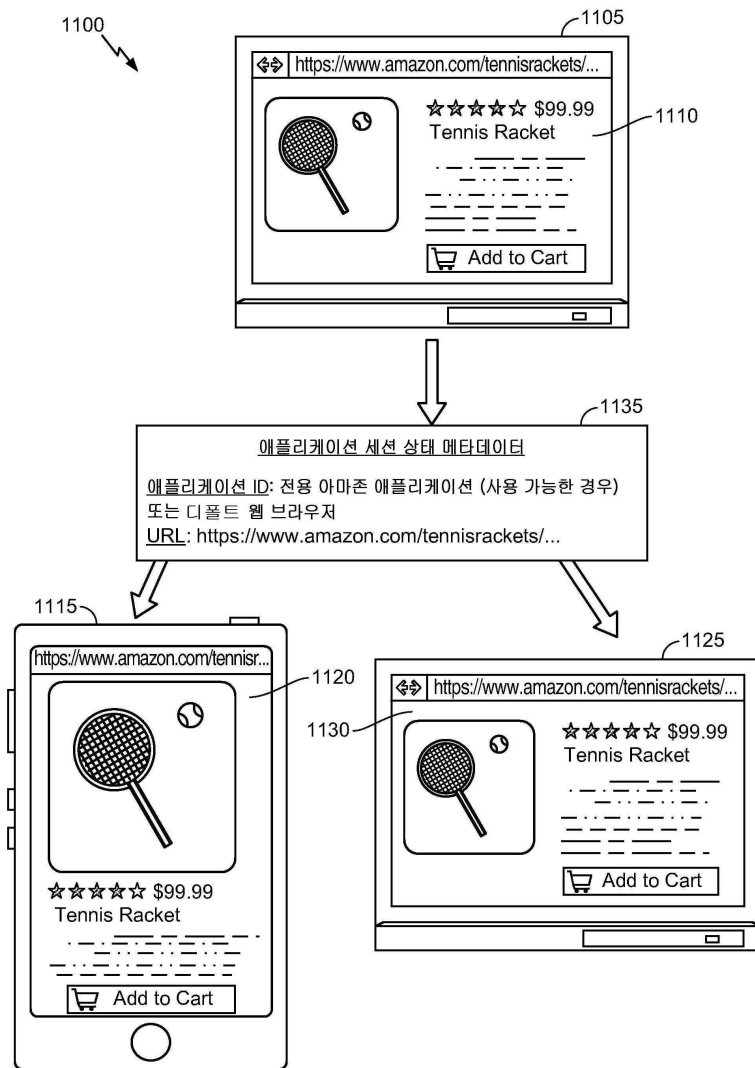 1100
1105
https://www.amazon.com/tennisrackets/...
$99.99
Tennis Racket
1110
Add to Cart
1135
애플리케이션 세션 상태 메타데이터
애플리케이션 ID: 전용 아마존 애플리케이션 (사용 가능한 경우)
또는 디폴트 웹 브라우저
URL: https://www.amazon.com/tennisrackets/...
1115
https://www.amazon.com/tennisr...
1120
$99.99
Tennis Racket
Add to Cart
1125
https://www.amazon.com/tennisrackets/...
1130
$99.99
Tennis Racket
Add to Cart